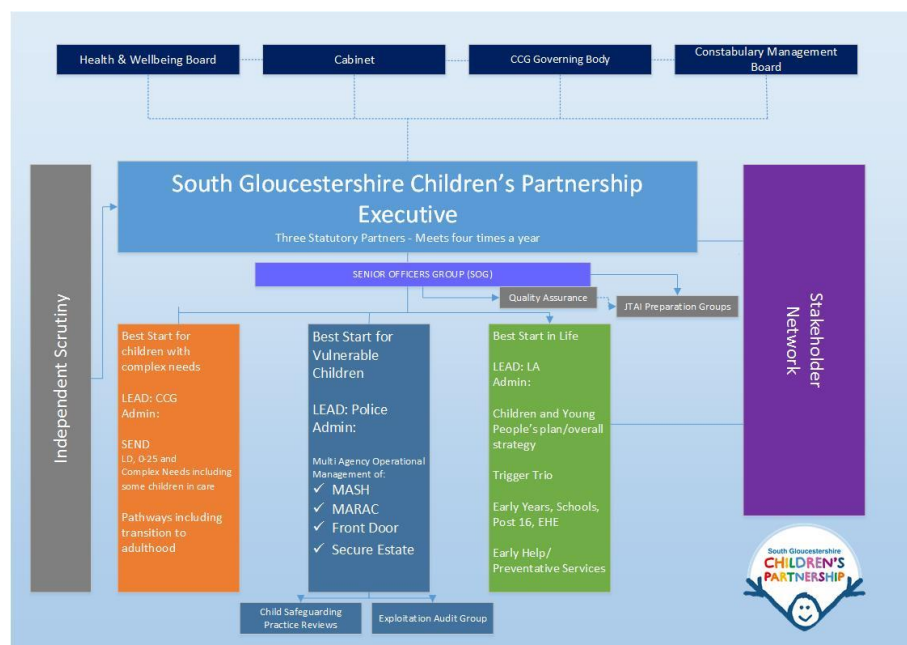 Health & Wellbeing Board
Cabinet
CCG Governing Body
Constabulary Management
Board
Independent Scrutiny
South Gloucestershire Children's Partnership
Executive
Three Statutory Partners - Meets four times a year
SENIOR OFFICERS GROUP (SOG)
Quality Assurance
JTAI Preparation Groups
Stakeholder
Network
Best Start for
children with
complex needs
LEAD: CCG
Admin:
SEND
LD, 0-25 and
Complex Needs including
some children in care
Pathways including
transition to
adulthood
Best Start for
Vulnerable
Children
LEAD: Police
Admin:
Multi Agency Operational
Management of:
✓ MASH
✓ MARAC
✓ Front Door
✓ Secure Estate
Best Start in Life
LEAD: LA
Admin:
Children and Young
People's plan/overall
strategy
Trigger Trio
Early Years, Schools,
Post 16, EHE
Early Help/
Preventative Services
Child Safeguarding
Practice Reviews
Exploitation Audit Group
South Gloucestershire
CHILDREN'S
PARTNERSHIP